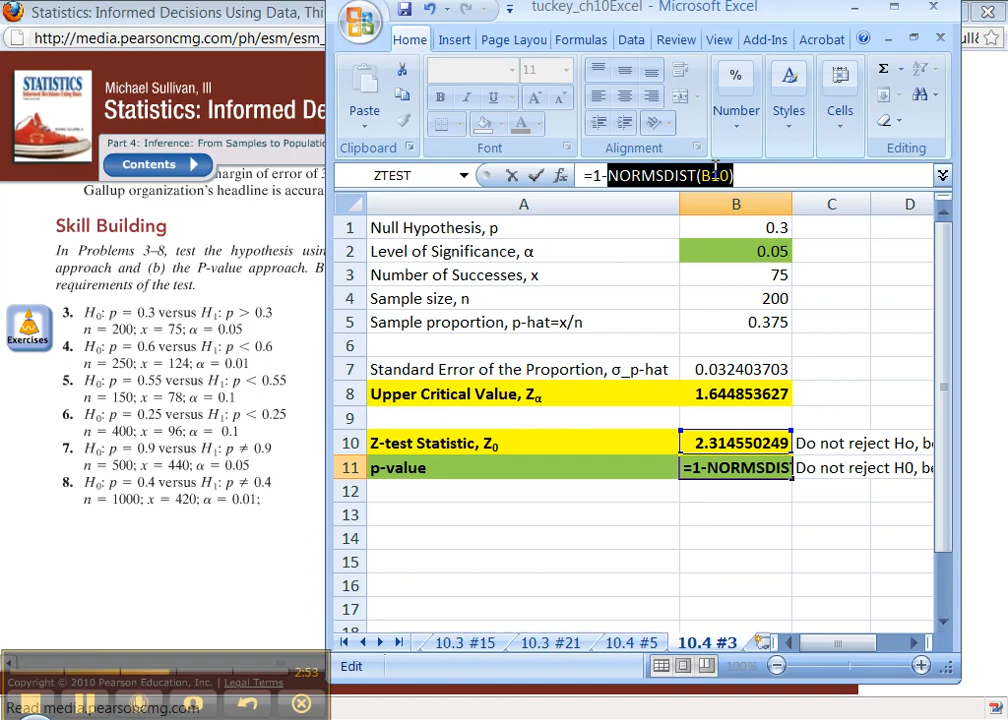 Statistics: Informed Decisions Using Data, Thi
http://media.pearsoncmg.com/ph/esm/esm_
STATISTICS
Michael Sullivan, III
Statistics: Informed De
Part 4: Inference: From Samples to Populatio
Contents
margin of error of 3
Gallup organization's headline is accura
Skill Building
In Problems 3–8, test the hypothesis usin
approach and (b) the P-value approach. B
requirements of the test.
Exercises
3. H₀: p = 0.3 versus H₁: p > 0.3
n = 200; x = 75; α = 0.05
4. H₀: p = 0.6 versus H₁: p < 0.6
n = 250; x = 124; α = 0.01
5. H₀: p = 0.55 versus H₁: p < 0.55
n = 150; x = 78; α = 0.1
6. H₀: p = 0.25 versus H₁: p < 0.25
n = 400; x = 96; α = 0.1
7. H₀: p = 0.9 versus H₁: p ≠ 0.9
n = 500; x = 440; α = 0.05
8. H₀: p = 0.4 versus H₁: p ≠ 0.4
n = 1000; x = 420; α = 0.01;
2:53
Copyright © 2010 Pearson Education, Inc. | Legal Terms
Read media.pearsoncmg.com
tuckey_ch10Excel - Microsoft Excel
Home Insert Page Layou Formulas Data Review View Add-Ins Acrobat
Paste
11
Number
Styles
Cells
Clipboard Font Alignment Editing
ZTEST =1-NORMSDIST(B10)
A B C D
1 Null Hypothesis, p 0.3
2 Level of Significance, α 0.05
3 Number of Successes, x 75
4 Sample size, n 200
5 Sample proportion, p-hat=x/n 0.375
6
7 Standard Error of the Proportion, σ_p-hat 0.032403703
8 Upper Critical Value, Zα 1.644853627
9
10 Z-test Statistic, Z₀ 2.314550249 Do not reject Ho, be
11 p-value =1-NORMSDIS Do not reject H0, be
12
13
14
15
16
17
18
10.3 #15 10.3 #21 10.4 #5 10.4 #3
Edit 100%